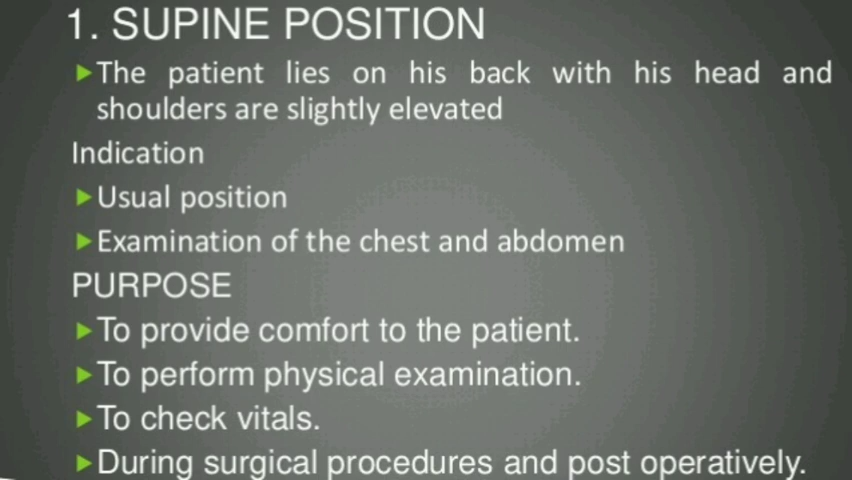 1. SUPINE POSITION
▶The patient lies on his back with his head and
shoulders are slightly elevated
Indication
▶Usual position
▶Examination of the chest and abdomen
PURPOSE
▶To provide comfort to the patient.
▶To perform physical examination.
▶To check vitals.
▶During surgical procedures and post operatively.